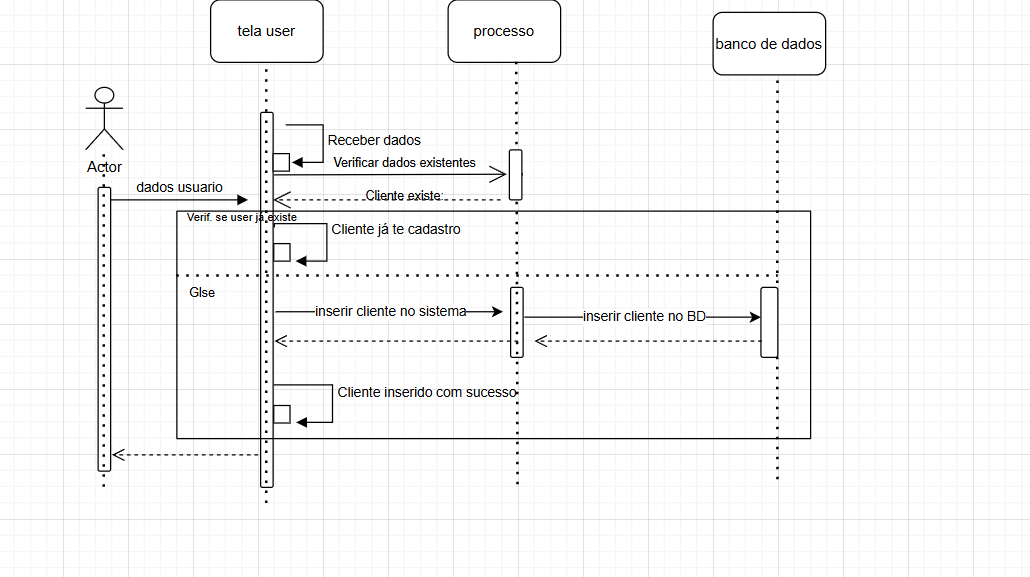 tela user
processo
banco de dados
Actor
Receber dados
Verificar dados existentes
dados usuario
Cliente existe:
Verif. se user já existe
Cliente já te cadastro
Glse
inserir cliente no sistema
inserir cliente no BD
Cliente inserido com sucesso